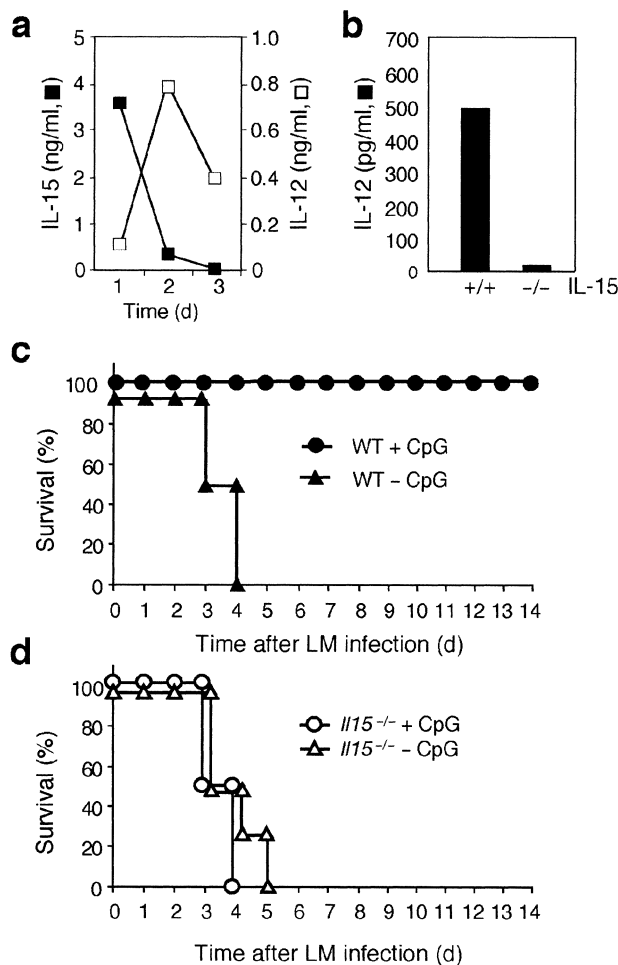 a
5
4
3
2
1
0
IL-15 (ng/ml, ■)
1.0
0.8
0.6
0.4
0.2
0
IL-12 (ng/ml, □)
1 2 3
Time (d)
b
700
600
500
400
300
200
100
0
IL-12 (pg/ml, ■)
+/+ −/− IL-15
c
100
80
60
40
20
0
Survival (%)
WT + CpG
WT − CpG
0 1 2 3 4 5 6 7 8 9 10 11 12 13 14
Time after LM infection (d)
d
100
80
60
40
20
0
Survival (%)
Il15−/− + CpG
Il15−/− − CpG
0 1 2 3 4 5 6 7 8 9 10 11 12 13 14
Time after LM infection (d)